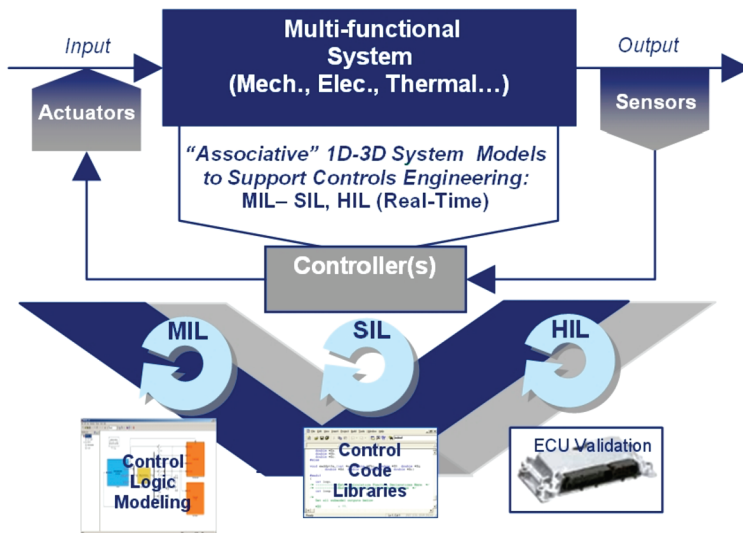 Input
Multi-functional
System
(Mech., Elec., Thermal…)
Output
Actuators
Sensors
“Associative” 1D-3D System Models
to Support Controls Engineering:
MIL– SIL, HIL (Real-Time)
Controller(s)
MIL
SIL
HIL
Control
Logic
Modeling
Control
Code
Libraries
ECU Validation